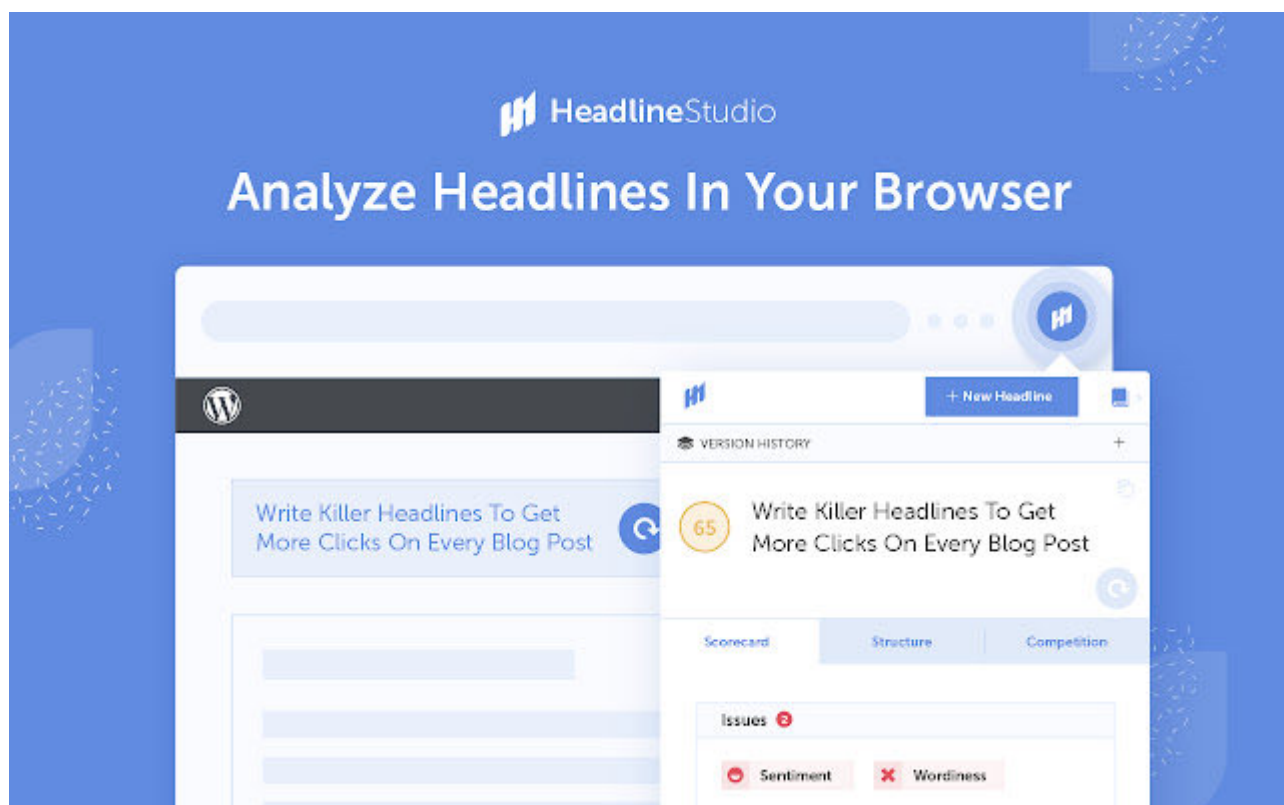 HeadlineStudio
Analyze Headlines In Your Browser
+ New Headline
VERSION HISTORY +
Write Killer Headlines To Get
More Clicks On Every Blog Post
65
Write Killer Headlines To Get
More Clicks On Every Blog Post
Scorecard Structure Competition
Issues 2
Sentiment Wordiness